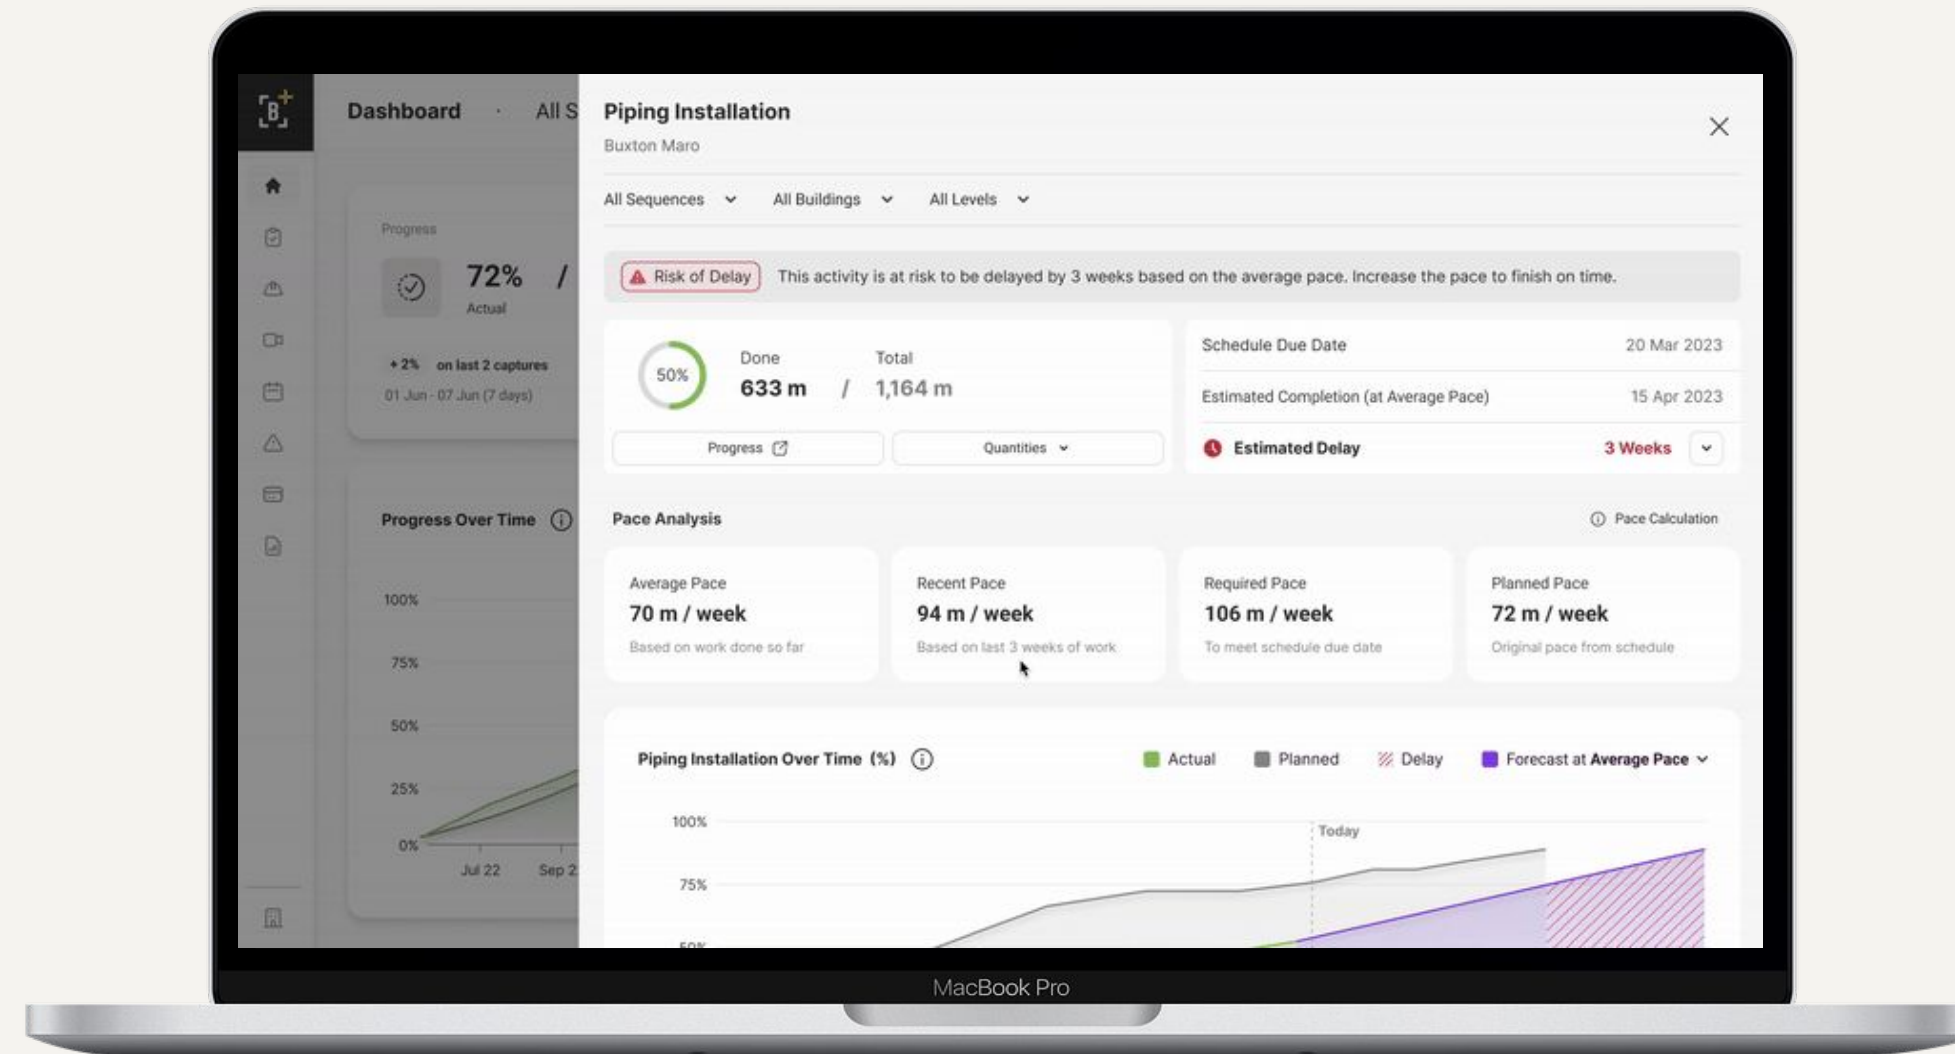 B+
Dashboard · All S
Progress
72% /
Actual
+2% on last 2 captures
01 Jun - 07 Jun (7 days)
Progress Over Time
100%
75%
50%
25%
0%
Jul 22 Sep 2
Piping Installation
Buxton Maro
All Sequences All Buildings All Levels
Risk of Delay This activity is at risk to be delayed by 3 weeks based on the average pace. Increase the pace to finish on time.
50%
Done Total
633 m / 1,164 m
Progress Quantities
Schedule Due Date 20 Mar 2023
Estimated Completion (at Average Pace) 15 Apr 2023
Estimated Delay 3 Weeks
Pace Analysis Pace Calculation
Average Pace
70 m / week
Based on work done so far
Recent Pace
94 m / week
Based on last 3 weeks of work
Required Pace
106 m / week
To meet schedule due date
Planned Pace
72 m / week
Original pace from schedule
Piping Installation Over Time (%) Actual Planned Delay Forecast at Average Pace
100%
Today
75%
50%
MacBook Pro